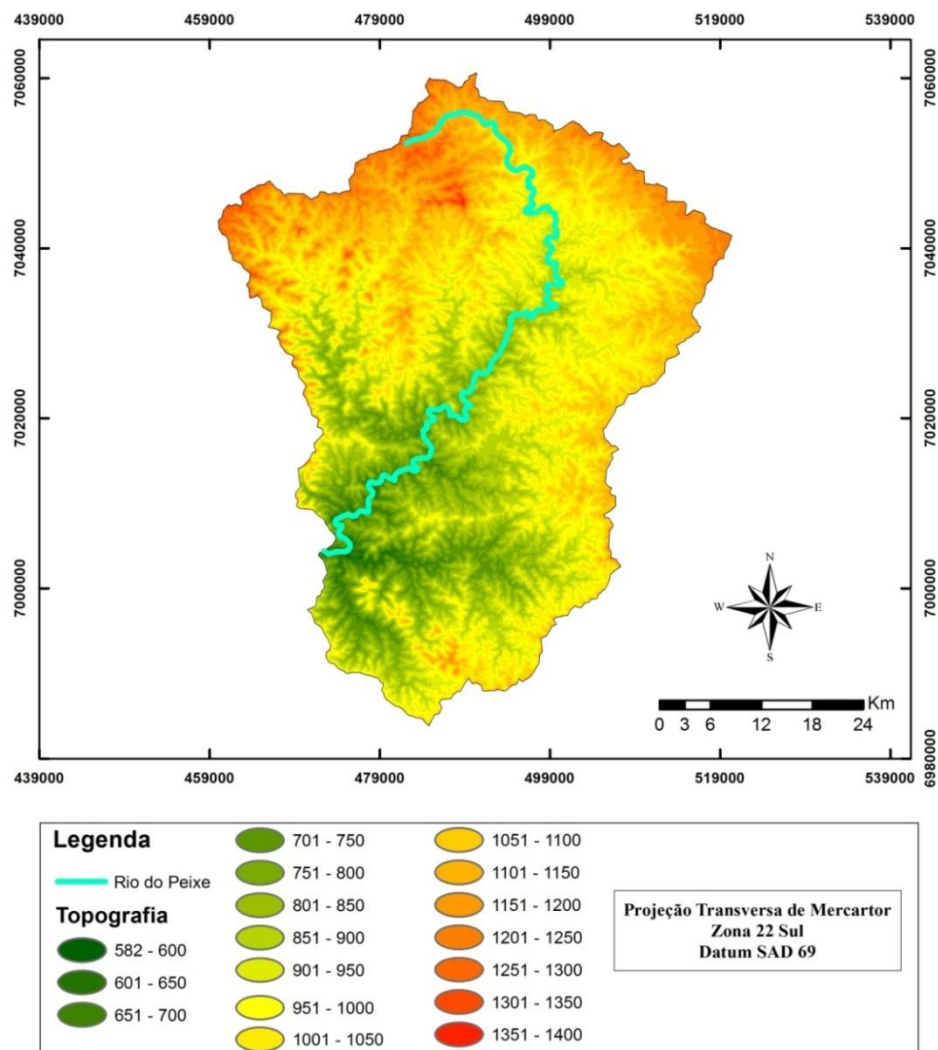 439000 459000 479000 499000 519000 539000
7060000 7060000
7040000 7040000
7020000 7020000
7000000 7000000
6980000
N
W E
S
Km
0 3 6 12 18 24
439000 459000 479000 499000 519000 539000
Legenda
Rio do Peixe
Topografia
582 - 600
601 - 650
651 - 700
701 - 750
751 - 800
801 - 850
851 - 900
901 - 950
951 - 1000
1001 - 1050
1051 - 1100
1101 - 1150
1151 - 1200
1201 - 1250
1251 - 1300
1301 - 1350
1351 - 1400
Projeção Transversa de Mercartor
Zona 22 Sul
Datum SAD 69